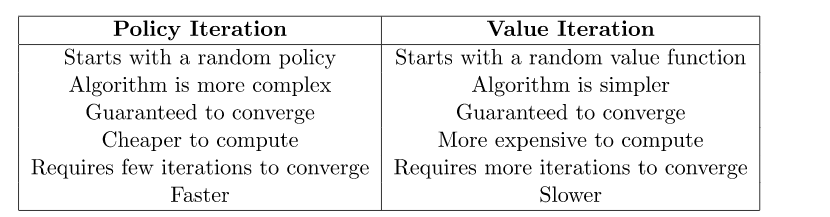 Policy Iteration Value Iteration
Starts with a random policy Starts with a random value function
Algorithm is more complex Algorithm is simpler
Guaranteed to converge Guaranteed to converge
Cheaper to compute More expensive to compute
Requires few iterations to converge Requires more iterations to converge
Faster Slower